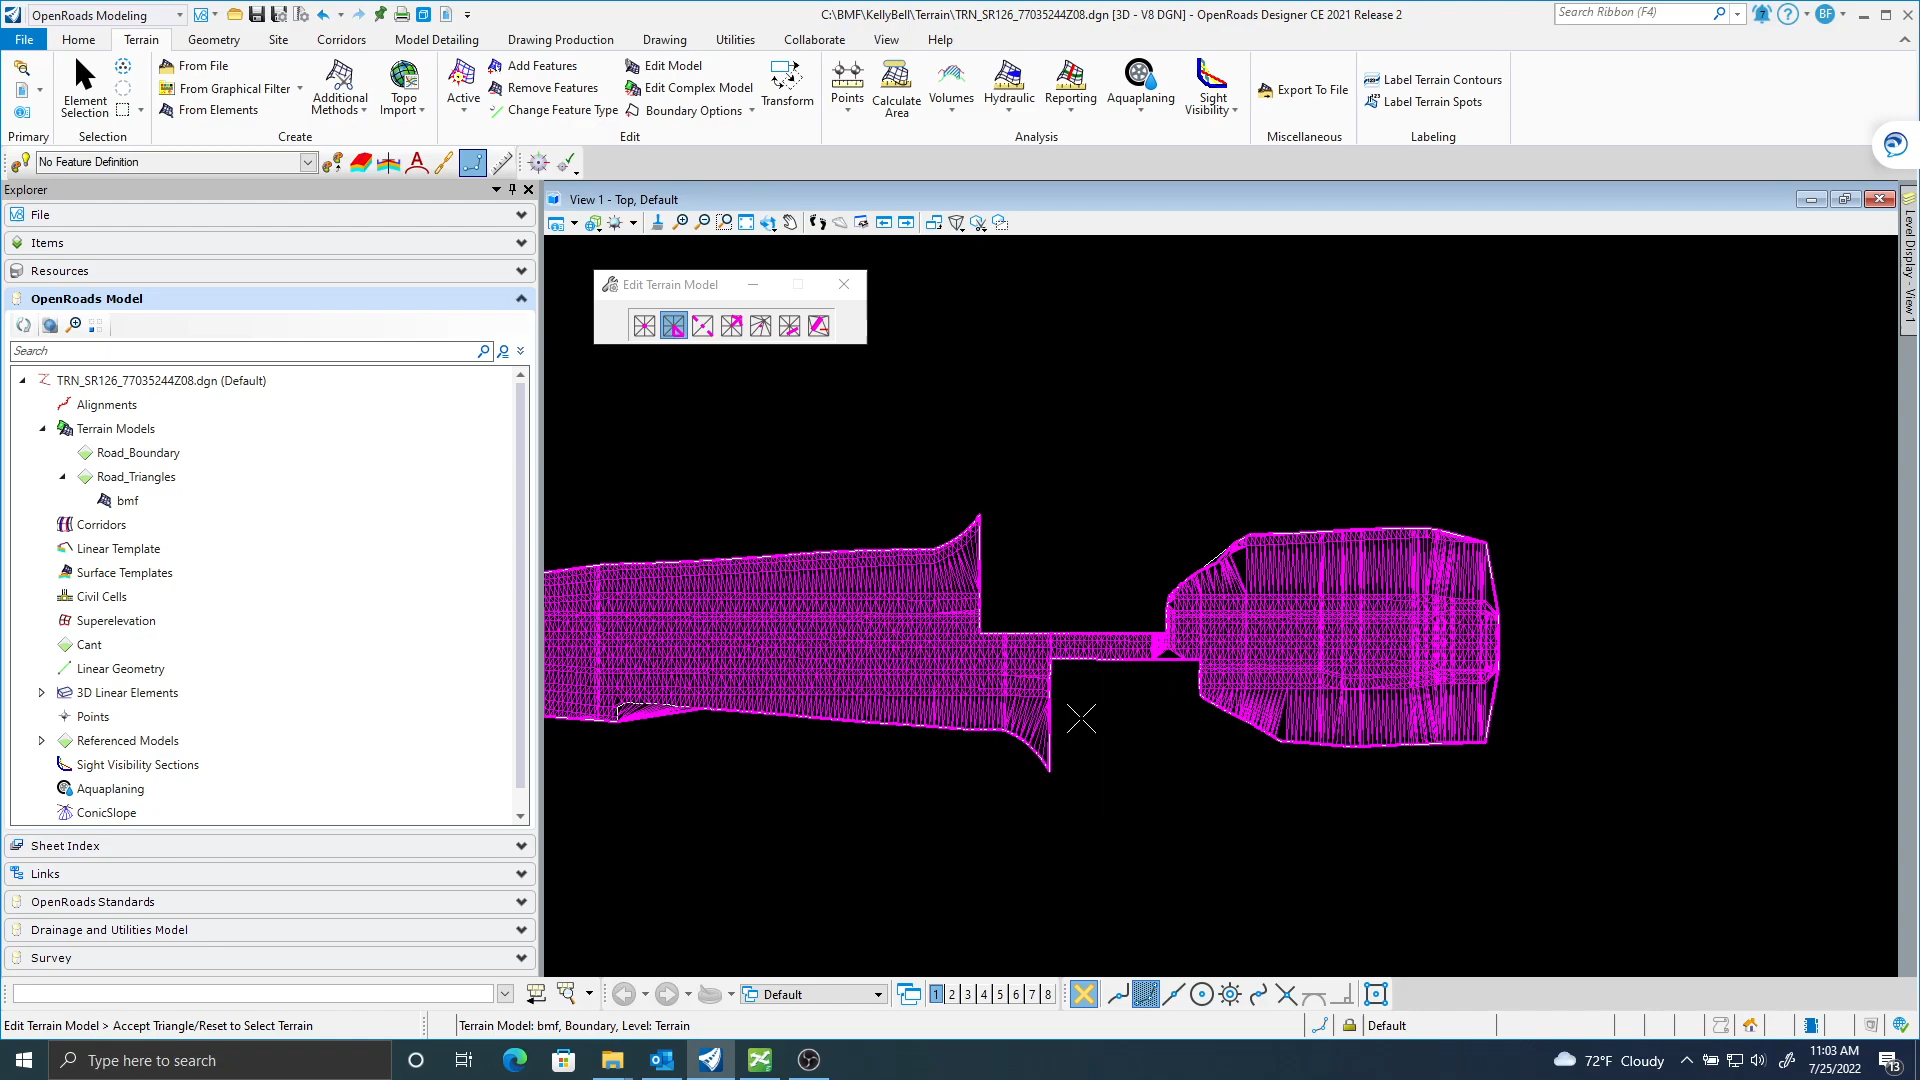 OpenRoads Modeling
C:\BMF\KellyBell\Terrain\TRN_SR126_77035244Z08.dgn [3D - V8 DGN] - OpenRoads Designer CE 2021 Release 2
Search Ribbon (F4)
BF
File Home Terrain Geometry Site Corridors Model Detailing Drawing Production Drawing Utilities Collaborate View Help
Element Selection
From File
From Graphical Filter
From Elements
Additional Methods
Topo Import
Active
Add Features
Remove Features
Change Feature Type
Edit Model
Edit Complex Model
Boundary Options
Transform
Points
Calculate Area
Volumes
Hydraulic
Reporting
Aquaplaning
Sight Visibility
Export To File
Label Terrain Contours
Label Terrain Spots
Primary Selection Create Edit Analysis Miscellaneous Labeling
No Feature Definition
Explorer
View 1 - Top, Default
Level Display - View 1
File
Items
Resources
OpenRoads Model
Edit Terrain Model
Search
TRN_SR126_77035244Z08.dgn (Default)
Alignments
Terrain Models
Road_Boundary
Road_Triangles
bmf
Corridors
Linear Template
Surface Templates
Civil Cells
Superelevation
Cant
Linear Geometry
3D Linear Elements
Points
Referenced Models
Sight Visibility Sections
Aquaplaning
ConicSlope
Sheet Index
Links
OpenRoads Standards
Drainage and Utilities Model
Survey
Default
1 2 3 4 5 6 7 8
Edit Terrain Model > Accept Triangle/Reset to Select Terrain
Terrain Model: bmf, Boundary, Level: Terrain
Default
Type here to search
72°F Cloudy
11:03 AM
7/25/2022
13